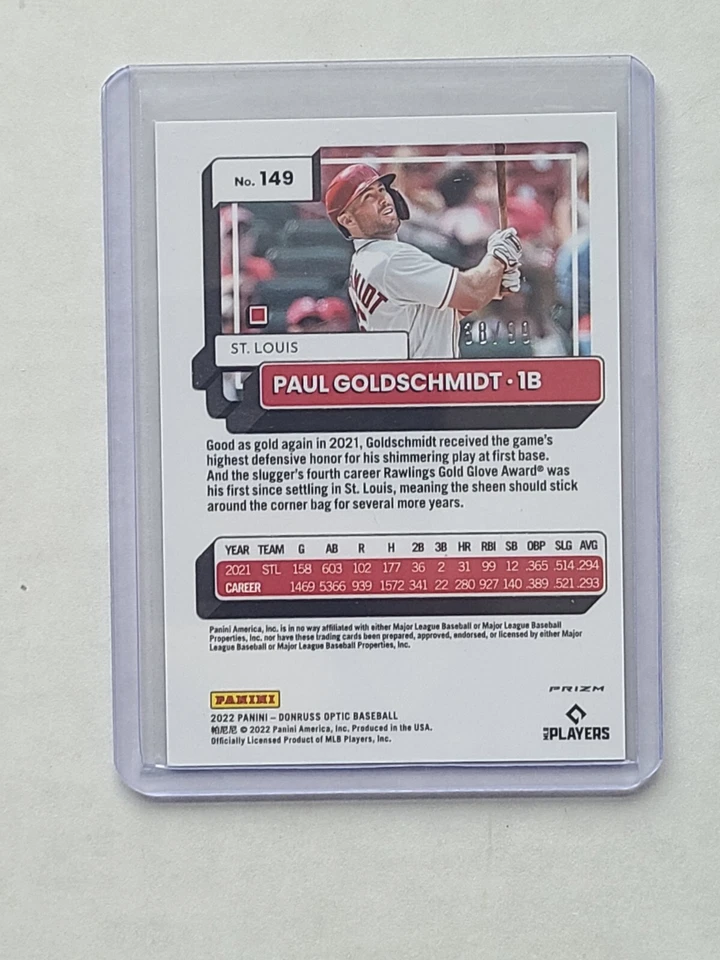 No. 149
MIDT
38/99
ST. LOUIS
PAUL GOLDSCHMIDT · 1B
Good as gold again in 2021, Goldschmidt received the game's
highest defensive honor for his shimmering play at first base.
And the slugger's fourth career Rawlings Gold Glove Award® was
his first since settling in St. Louis, meaning the sheen should stick
around the corner bag for several more years.
YEAR TEAM G AB R H 2B 3B HR RBI SB OBP SLG AVG
2021 STL 158 603 102 177 36 2 31 99 12 .365 .514 .294
CAREER 1469 5366 939 1572 341 22 280 927 140 .389 .521 .293
Panini America, Inc. is in no way affiliated with either Major League Baseball or Major League Baseball
Properties, Inc. nor have these trading cards been prepared, approved, endorsed, or licensed by either Major
League Baseball or Major League Baseball Properties, Inc.
PRIZM
PANINI
2022 PANINI – DONRUSS OPTIC BASEBALL
帕尼尼 © 2022 Panini America, Inc. Produced in the USA.
Officially Licensed Product of MLB Players, Inc.
MLB PLAYERS